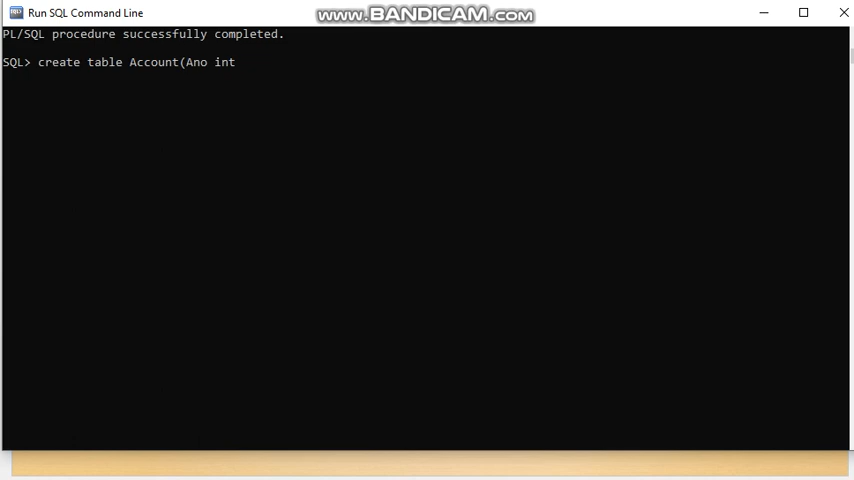 Run SQL Command Line
www.BANDICAM.com
PL/SQL procedure successfully completed.
SQL> create table Account(Ano int